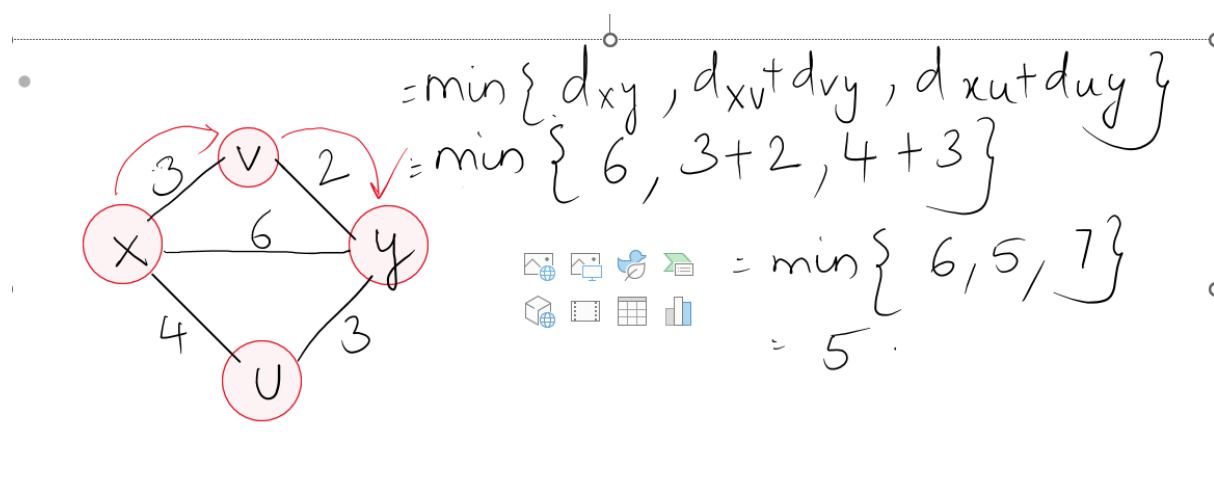 =min{ dxy , dxv+dvy , dxu+duy }
=min { 6, 3+2, 4+3}
= min { 6,5, 7}
= 5.
V
3
2
X
6
y
4
3
U